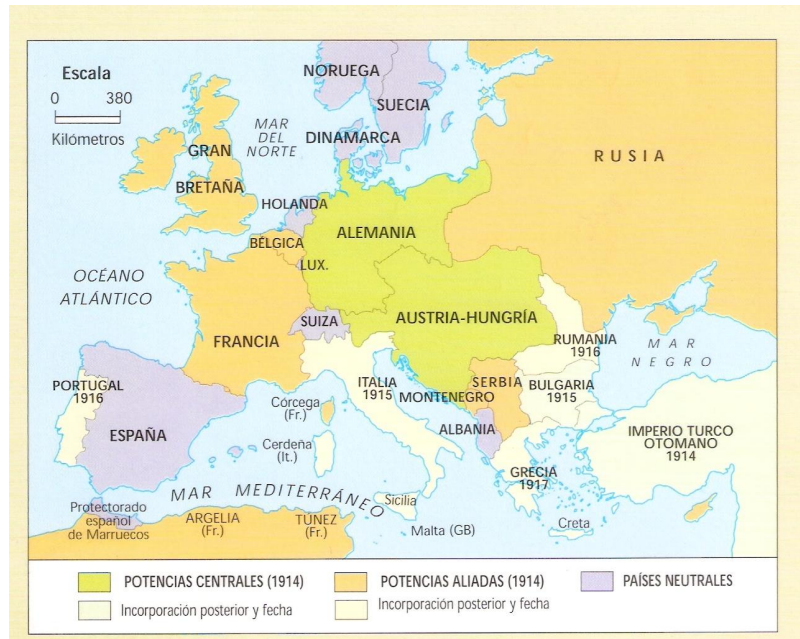 Escala
0 380
Kilómetros
NORUEGA
SUECIA
MAR
DEL
NORTE
DINAMARCA
RUSIA
GRAN
BRETAÑA
HOLANDA
ALEMANIA
BÉLGICA
LUX.
OCÉANO
ATLÁNTICO
AUSTRIA-HUNGRÍA
SUIZA
FRANCIA
RUMANIA
1916
MAR
NEGRO
PORTUGAL
1916
ITALIA
1915
SERBIA
MONTENEGRO
BULGARIA
1915
Córcega
(Fr.)
ESPAÑA
ALBANIA
IMPERIO TURCO
OTOMANO
1914
Cerdeña
(It.)
GRECIA
1917
MAR MEDITERRÁNEO
Sicilia
Protectorado
español
de Marruecos
ARGELIA
(Fr.)
TÚNEZ
(Fr.)
Malta (GB)
Creta
POTENCIAS CENTRALES (1914)
POTENCIAS ALIADAS (1914)
PAÍSES NEUTRALES
Incorporación posterior y fecha
Incorporación posterior y fecha